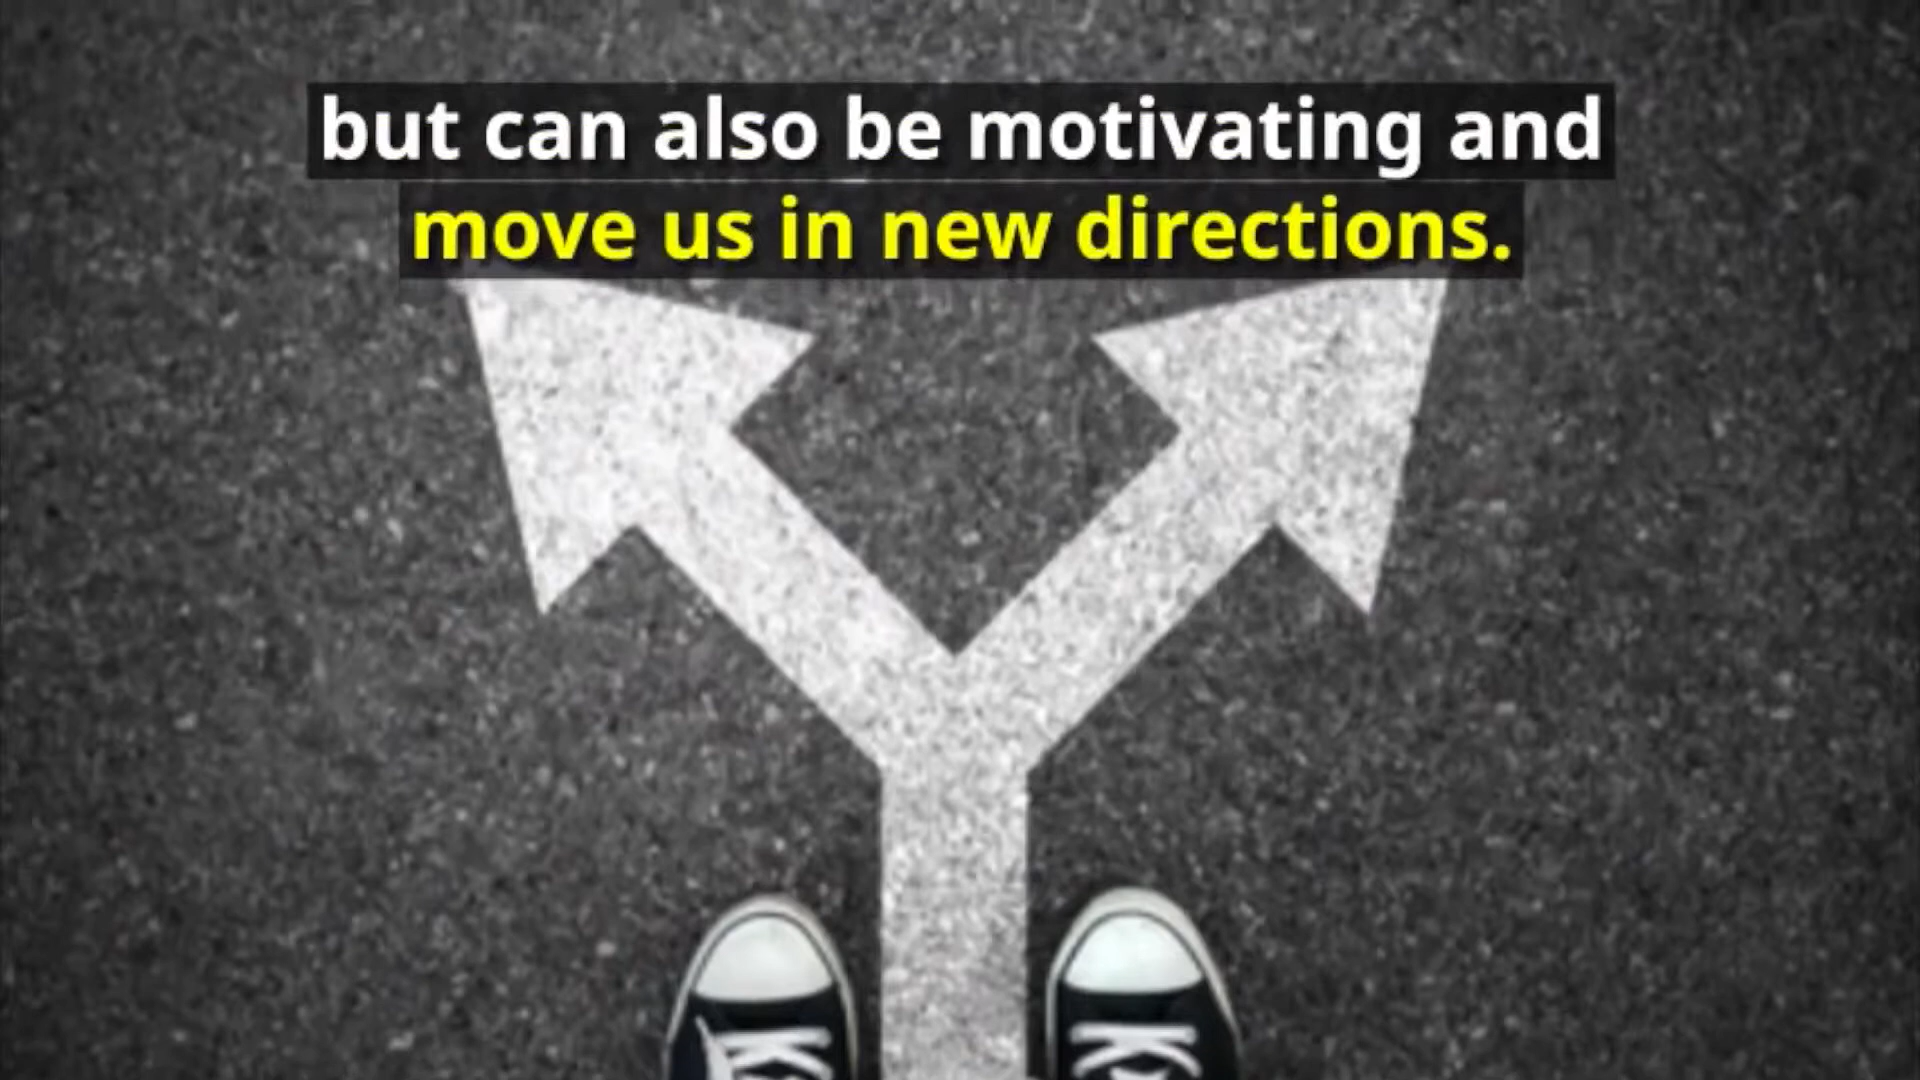 but can also be motivating and
move us in new directions.